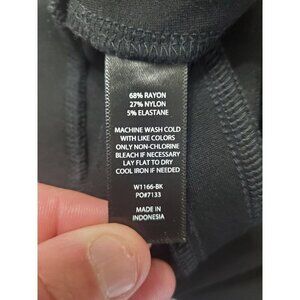 68% RAYON
27% NYLON
5% ELASTANE
MACHINE WASH COLD
WITH LIKE COLORS
ONLY NON-CHLORINE
BLEACH IF NECESSARY
LAY FLAT TO DRY
COOL IRON IF NEEDED
W1166-BK
PO#7133
MADE IN
INDONESIA